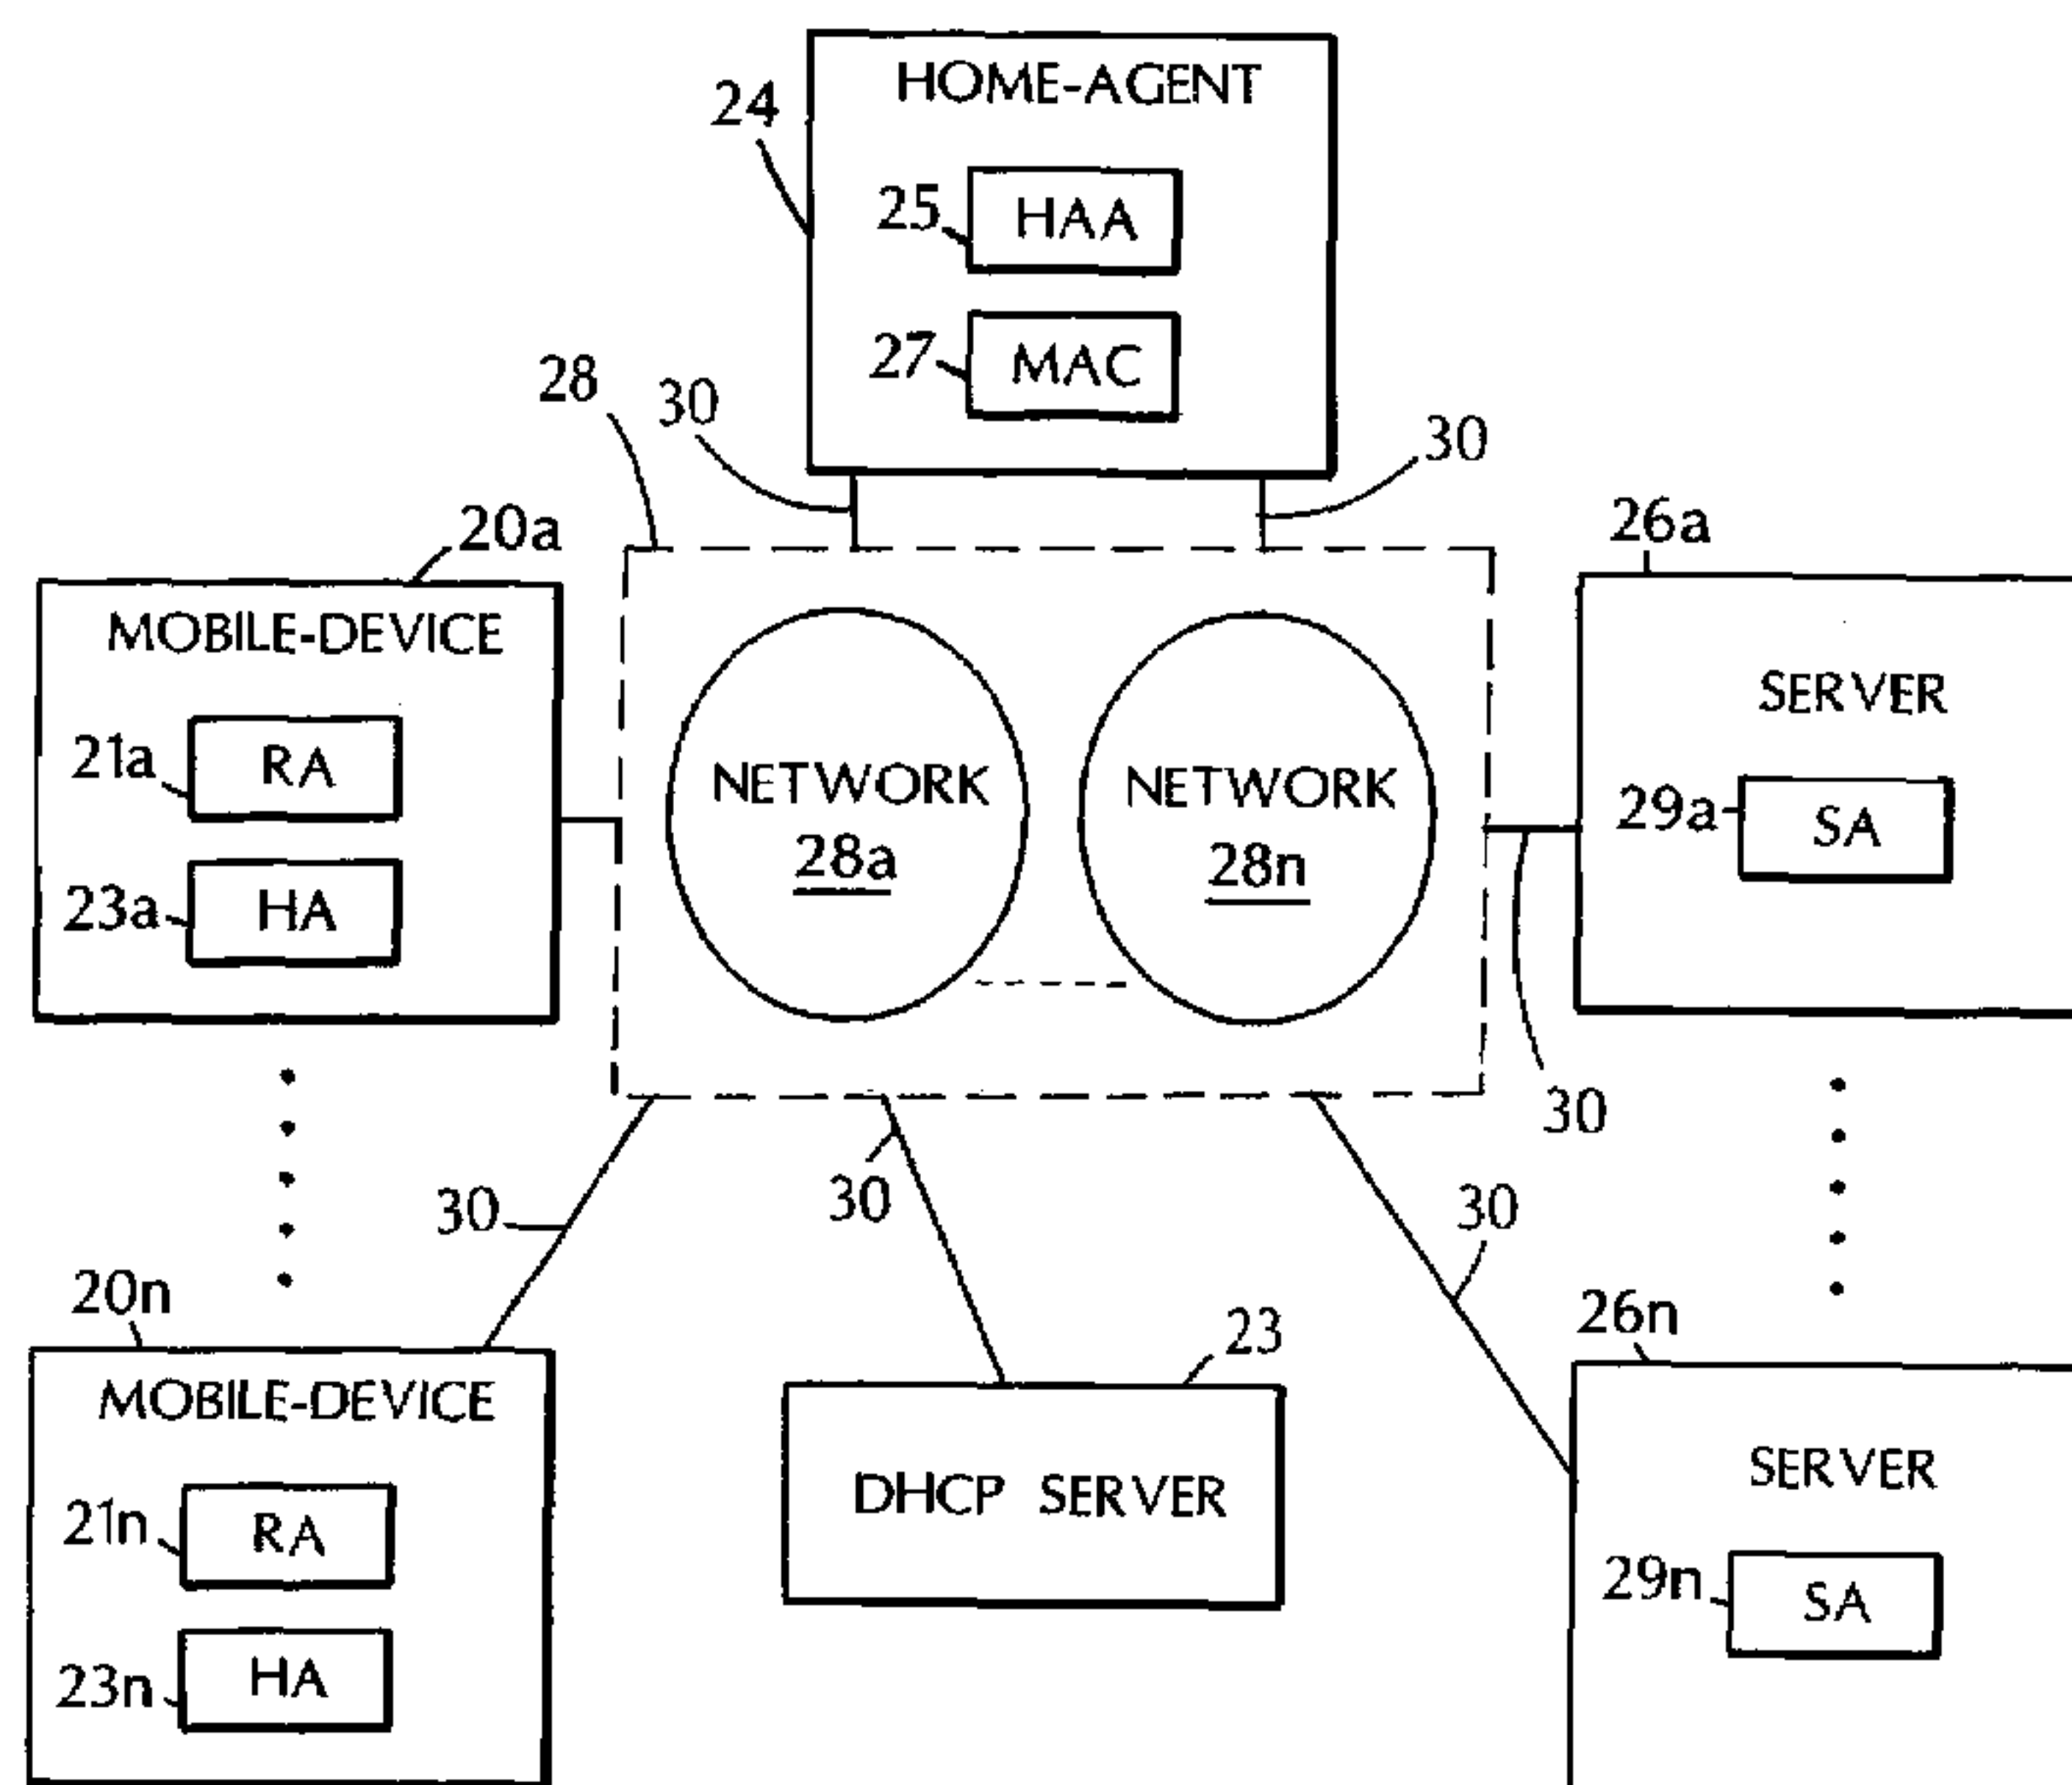 HOME-AGENT
24
25
HAA
27
MAC
28
30
30
20a
MOBILE-DEVICE
21a
RA
23a
HA
NETWORK
28a
NETWORK
28n
26a
SERVER
29a
SA
30
30
30
30
20n
MOBILE-DEVICE
21n
RA
23n
HA
23
DHCP SERVER
26n
SERVER
29n
SA